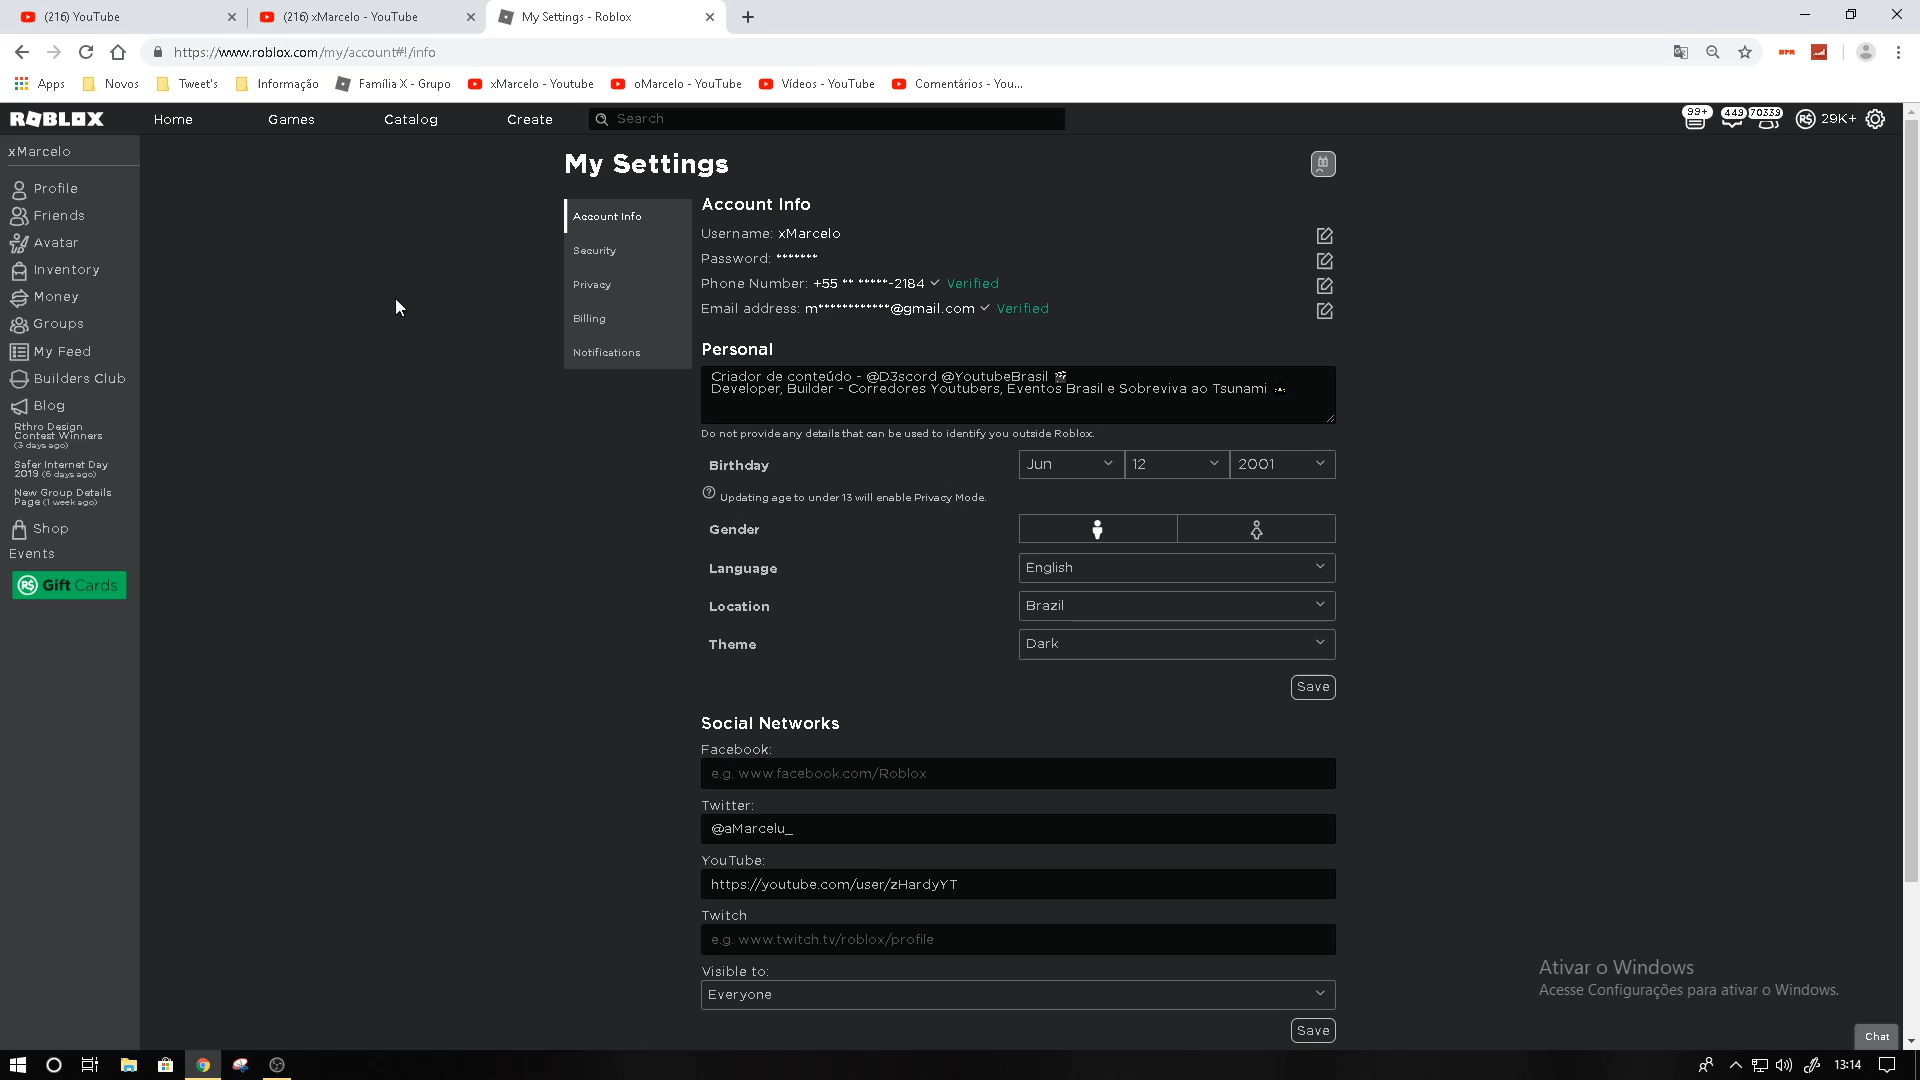 (216) YouTube
(216) xMarcelo - YouTube
My Settings - Roblox
https://www.roblox.com/my/account#!/info
Apps
Novos
Tweet's
Informação
Família X - Grupo
xMarcelo - Youtube
oMarcelo - YouTube
Vídeos - YouTube
Comentários - You...
ROBLOX
Home
Games
Catalog
Create
Search
99+
449
70339
R$ 29K+
xMarcelo
Profile
Friends
Avatar
Inventory
Money
Groups
My Feed
Builders Club
Blog
Rthro Design
Contest Winners
(3 days ago)
Safer Internet Day
2019 (6 days ago)
New Group Details
Page (1 week ago)
Shop
Events
R$ Gift Cards
My Settings
Account Info
Security
Privacy
Billing
Notifications
Account Info
Username: xMarcelo
Password: *******
Phone Number: +55 ** *****-2184 ✓ Verified
Email address: m************@gmail.com ✓ Verified
Personal
Criador de conteúdo - @D3scord @YoutubeBrasil
Developer, Builder - Corredores Youtubers, Eventos Brasil e Sobreviva ao Tsunami
Do not provide any details that can be used to identify you outside Roblox.
Birthday
Jun
12
2001
Updating age to under 13 will enable Privacy Mode.
Gender
Language
English
Location
Brazil
Theme
Dark
Save
Social Networks
Facebook:
e.g. www.facebook.com/Roblox
Twitter:
@aMarcelu_
YouTube:
https://youtube.com/user/zHardyYT
Twitch
e.g. www.twitch.tv/roblox/profile
Visible to:
Everyone
Save
Ativar o Windows
Acesse Configurações para ativar o Windows.
Chat
13:14